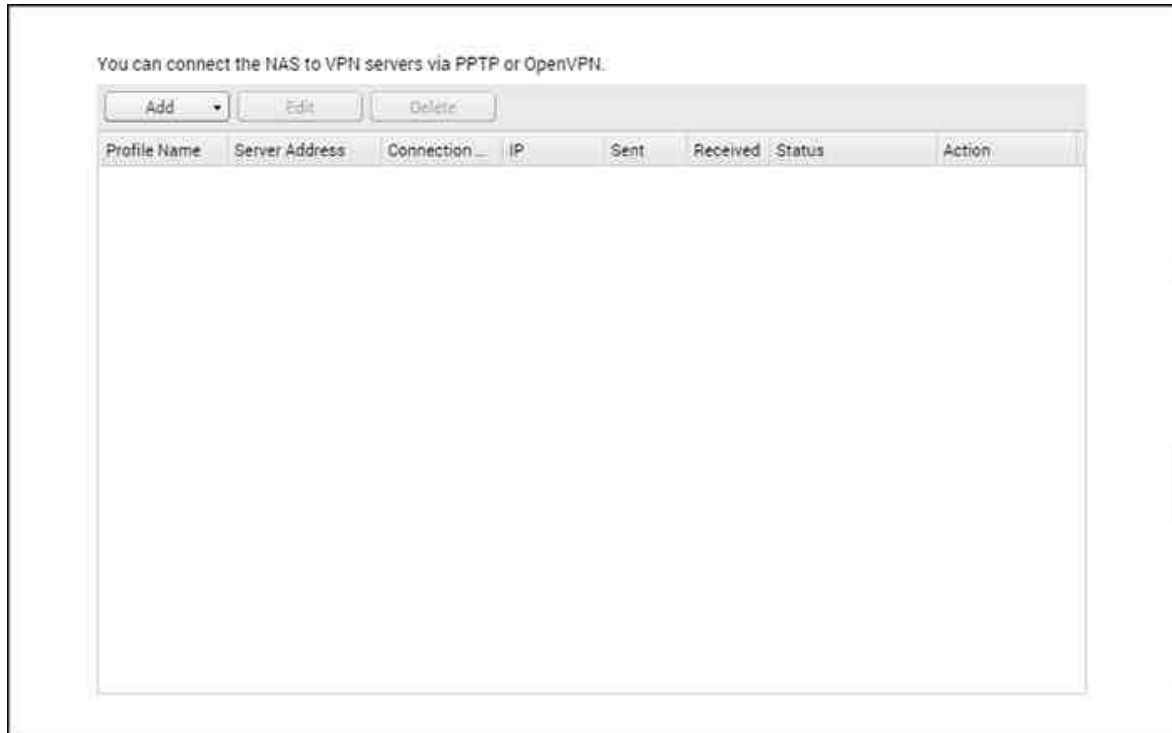 You can connect the NAS to VPN servers via PPTP or OpenVPN.
Add Edit Delete
Profile Name Server Address Connection ... IP Sent Received Status Action